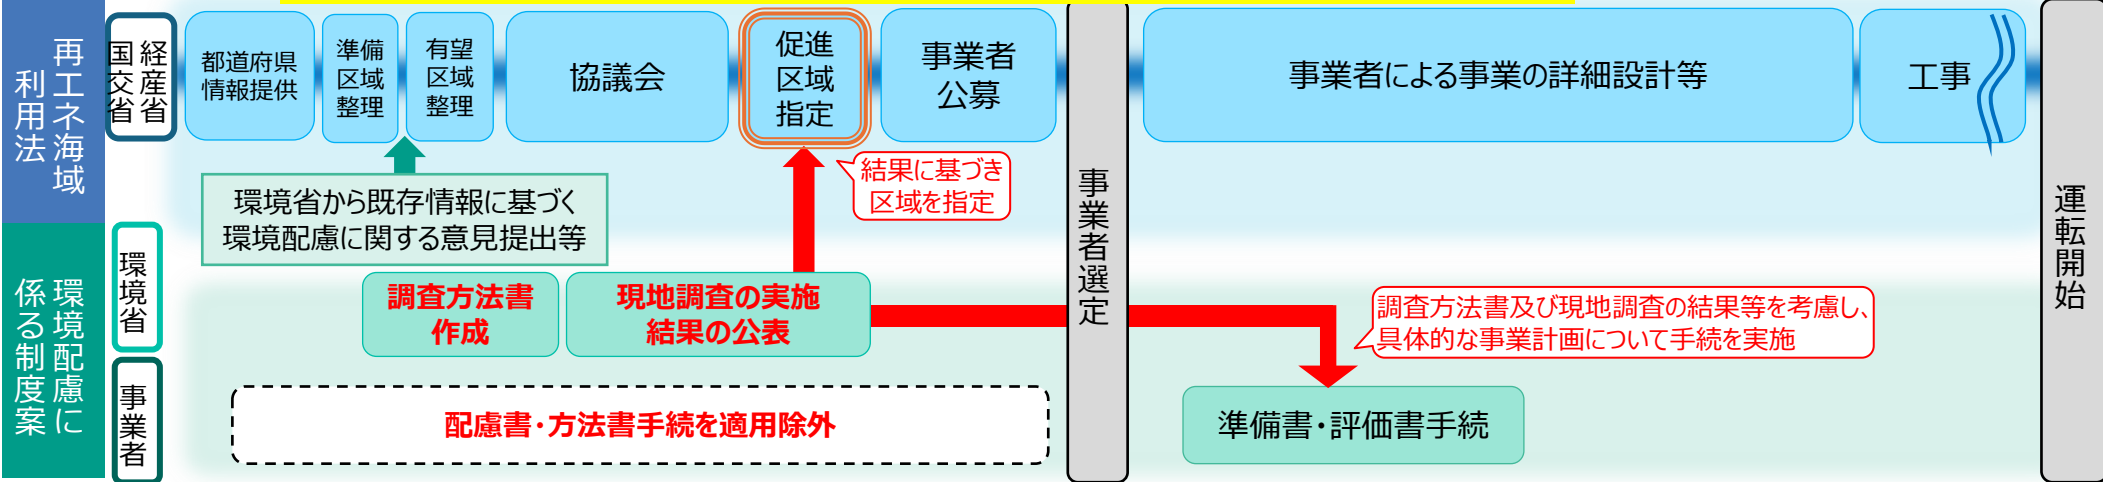 再エネ海域
利用法
経産省
国交省
都道府県
情報提供
準備
区域
整理
有望
区域
整理
協議会
促進
区域
指定
事業者
公募
事業者による事業の詳細設計等
工事
結果に基づき
区域を指定
環境省から既存情報に基づく
環境配慮に関する意見提出等
事業者選定
運転開始
環境配慮に
係る制度案
環境省
調査方法書
作成
現地調査の実施
結果の公表
調査方法書及び現地調査の結果等を考慮し、
具体的な事業計画について手続を実施
事業者
配慮書・方法書手続を適用除外
準備書・評価書手続